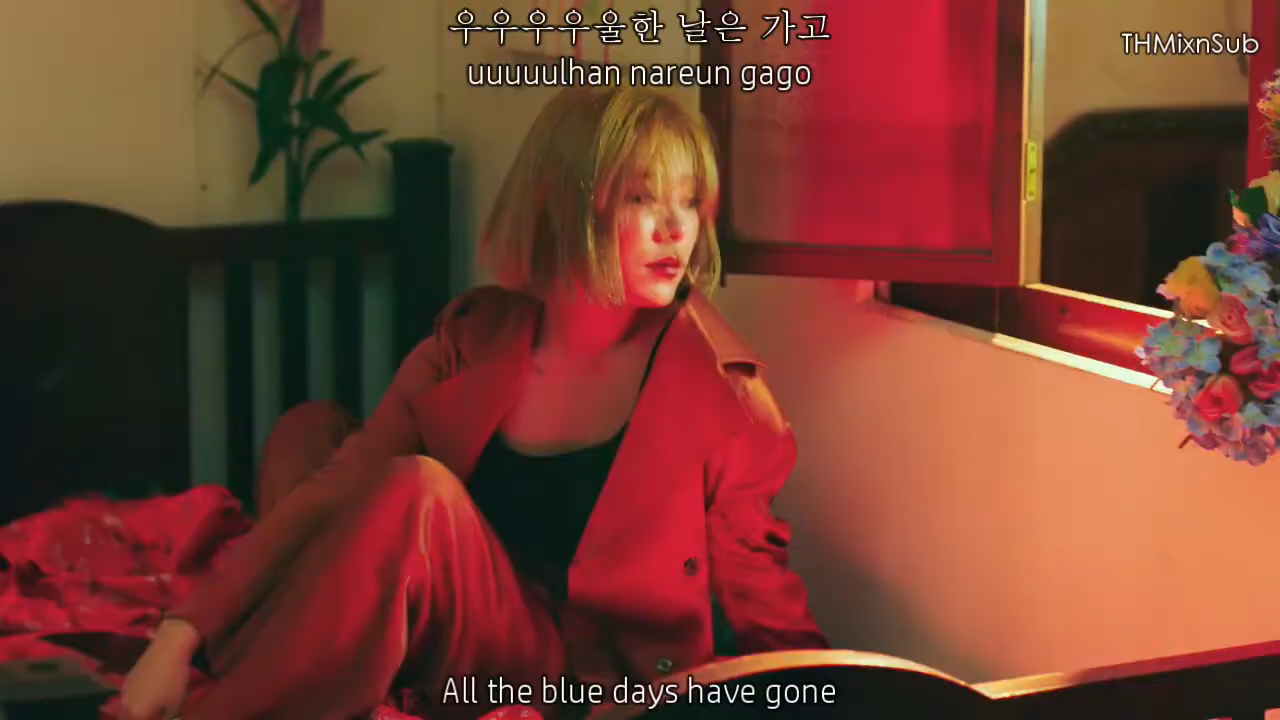 우우우우울한 날은 가고
THMixnSub
uuuuulhan nareun gago
All the blue days have gone